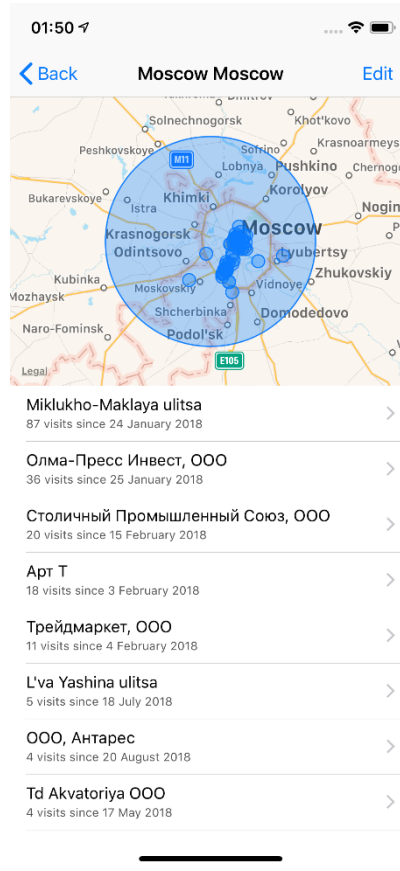 01:50
Back
Moscow Moscow
Edit
Dmitrov
Solnechnogorsk
Khot'kovo
Peshkovskoye
M11
Sofrino
Krasnoarmeys
Lobnya
Pushkino
Chernog
Bukarevskoye
Istra
Khimki
Korolyov
Nogin
Krasnogorsk
Moscow
Odintsovo
Lyubertsy
Kubinka
Moskovskiy
Vidnoye
Zhukovskiy
Mozhaysk
Shcherbinka
Domodedovo
Naro-Fominsk
Podol'sk
E105
Legal
Miklukho-Maklaya ulitsa
87 visits since 24 January 2018
Олма-Пресс Инвест, ООО
36 visits since 25 January 2018
Столичный Промышленный Союз, ООО
20 visits since 15 February 2018
Арт Т
18 visits since 3 February 2018
Трейдмаркет, ООО
11 visits since 4 February 2018
L'va Yashina ulitsa
5 visits since 18 July 2018
ООО, Антарес
4 visits since 20 August 2018
Td Akvatoriya OOO
4 visits since 17 May 2018